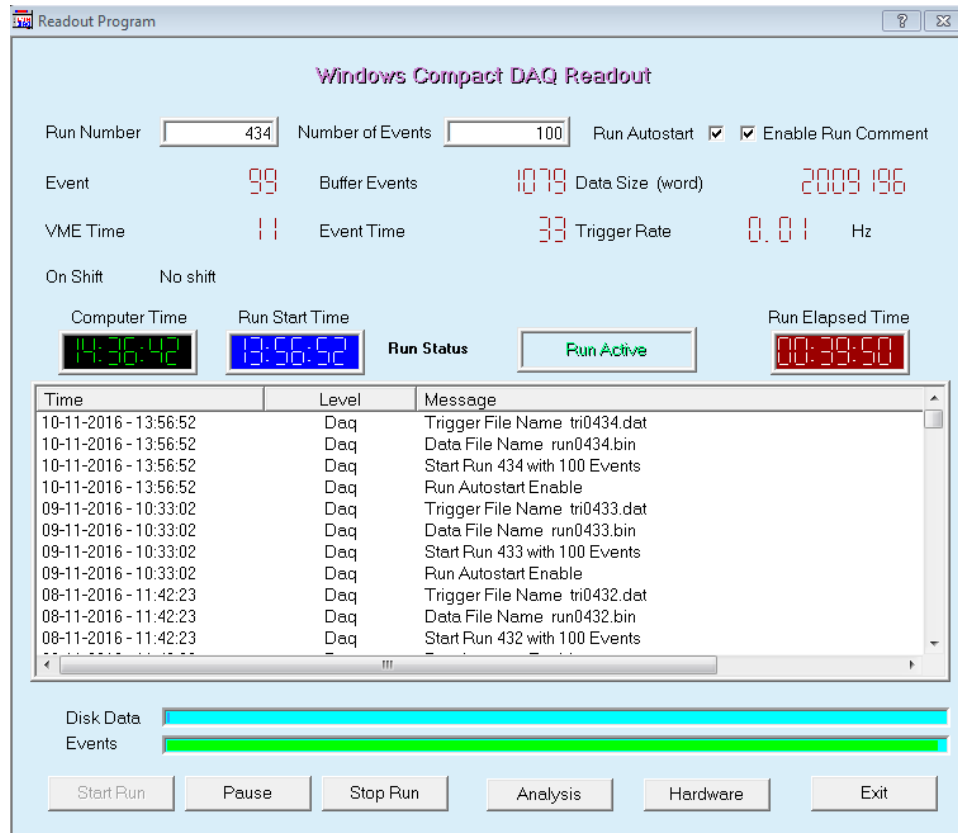 Readout Program
Windows Compact DAQ Readout
Run Number 434 Number of Events 100 Run Autostart Enable Run Comment
Event 99 Buffer Events 1079 Data Size (word) 2009196
VME Time 11 Event Time 33 Trigger Rate 0.01 Hz
On Shift No shift
Computer Time Run Start Time Run Elapsed Time
14:36:42 13:56:52 Run Status Run Active 00:39:50
Time Level Message
10-11-2016 - 13:56:52 Daq Trigger File Name tri0434.dat
10-11-2016 - 13:56:52 Daq Data File Name run0434.bin
10-11-2016 - 13:56:52 Daq Start Run 434 with 100 Events
10-11-2016 - 13:56:52 Daq Run Autostart Enable
09-11-2016 - 10:33:02 Daq Trigger File Name tri0433.dat
09-11-2016 - 10:33:02 Daq Data File Name run0433.bin
09-11-2016 - 10:33:02 Daq Start Run 433 with 100 Events
09-11-2016 - 10:33:02 Daq Run Autostart Enable
08-11-2016 - 11:42:23 Daq Trigger File Name tri0432.dat
08-11-2016 - 11:42:23 Daq Data File Name run0432.bin
08-11-2016 - 11:42:23 Daq Start Run 432 with 100 Events
Disk Data
Events
Start Run Pause Stop Run Analysis Hardware Exit